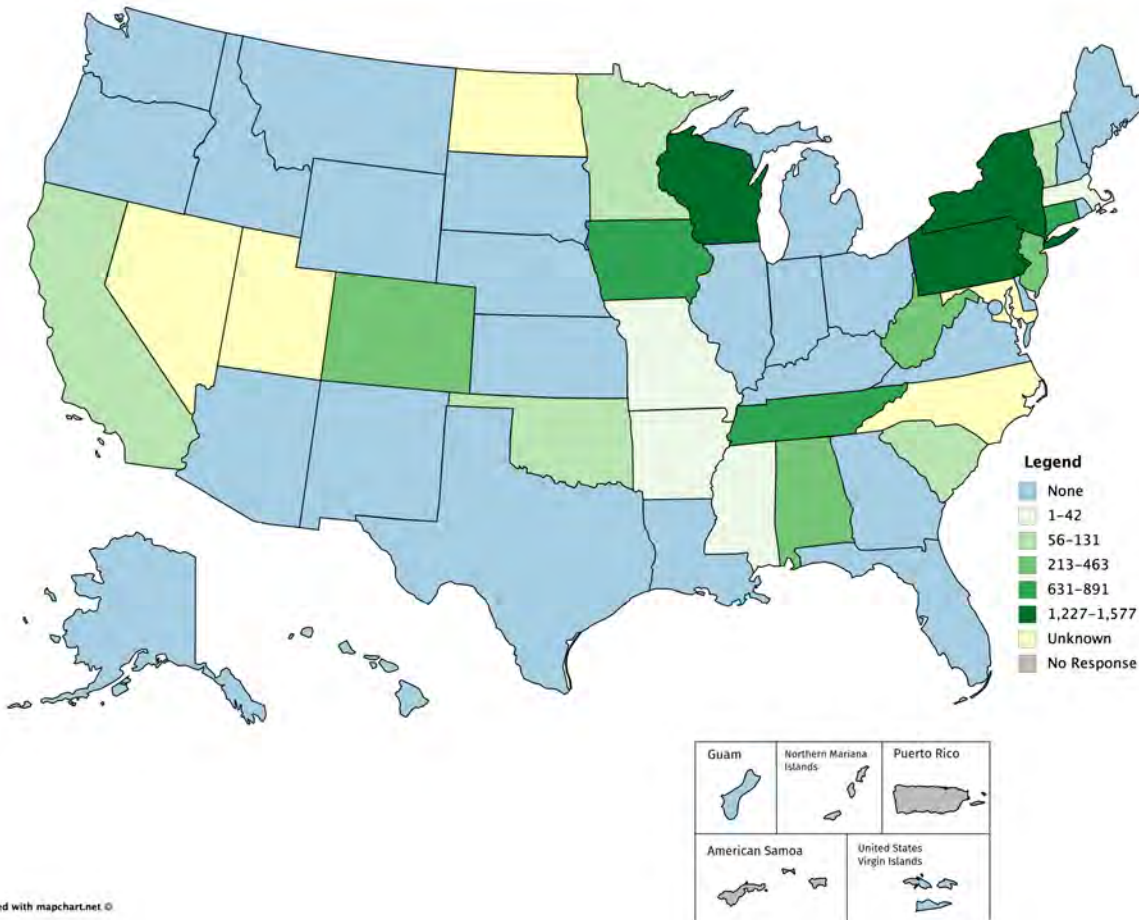 Legend
None
1–42
56–131
213–463
631–891
1,227–1,577
Unknown
No Response
Guam
Northern Mariana
Islands
Puerto Rico
American Samoa
United States
Virgin Islands
with mapchart.net ©